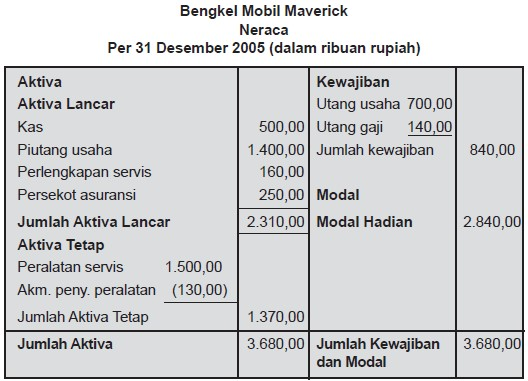 Bengkel Mobil Maverick
Neraca
Per 31 Desember 2005 (dalam ribuan rupiah)
Aktiva
Aktiva Lancar
Kas 500,00
Piutang usaha 1.400,00
Perlengkapan servis 160,00
Persekot asuransi 250,00
Jumlah Aktiva Lancar 2.310,00
Aktiva Tetap
Peralatan servis 1.500,00
Akm. peny. peralatan (130,00)
Jumlah Aktiva Tetap 1.370,00
Jumlah Aktiva 3.680,00
Kewajiban
Utang usaha 700,00
Utang gaji 140,00
Jumlah kewajiban 840,00
Modal
Modal Hadian 2.840,00
Jumlah Kewajiban 3.680,00
dan Modal